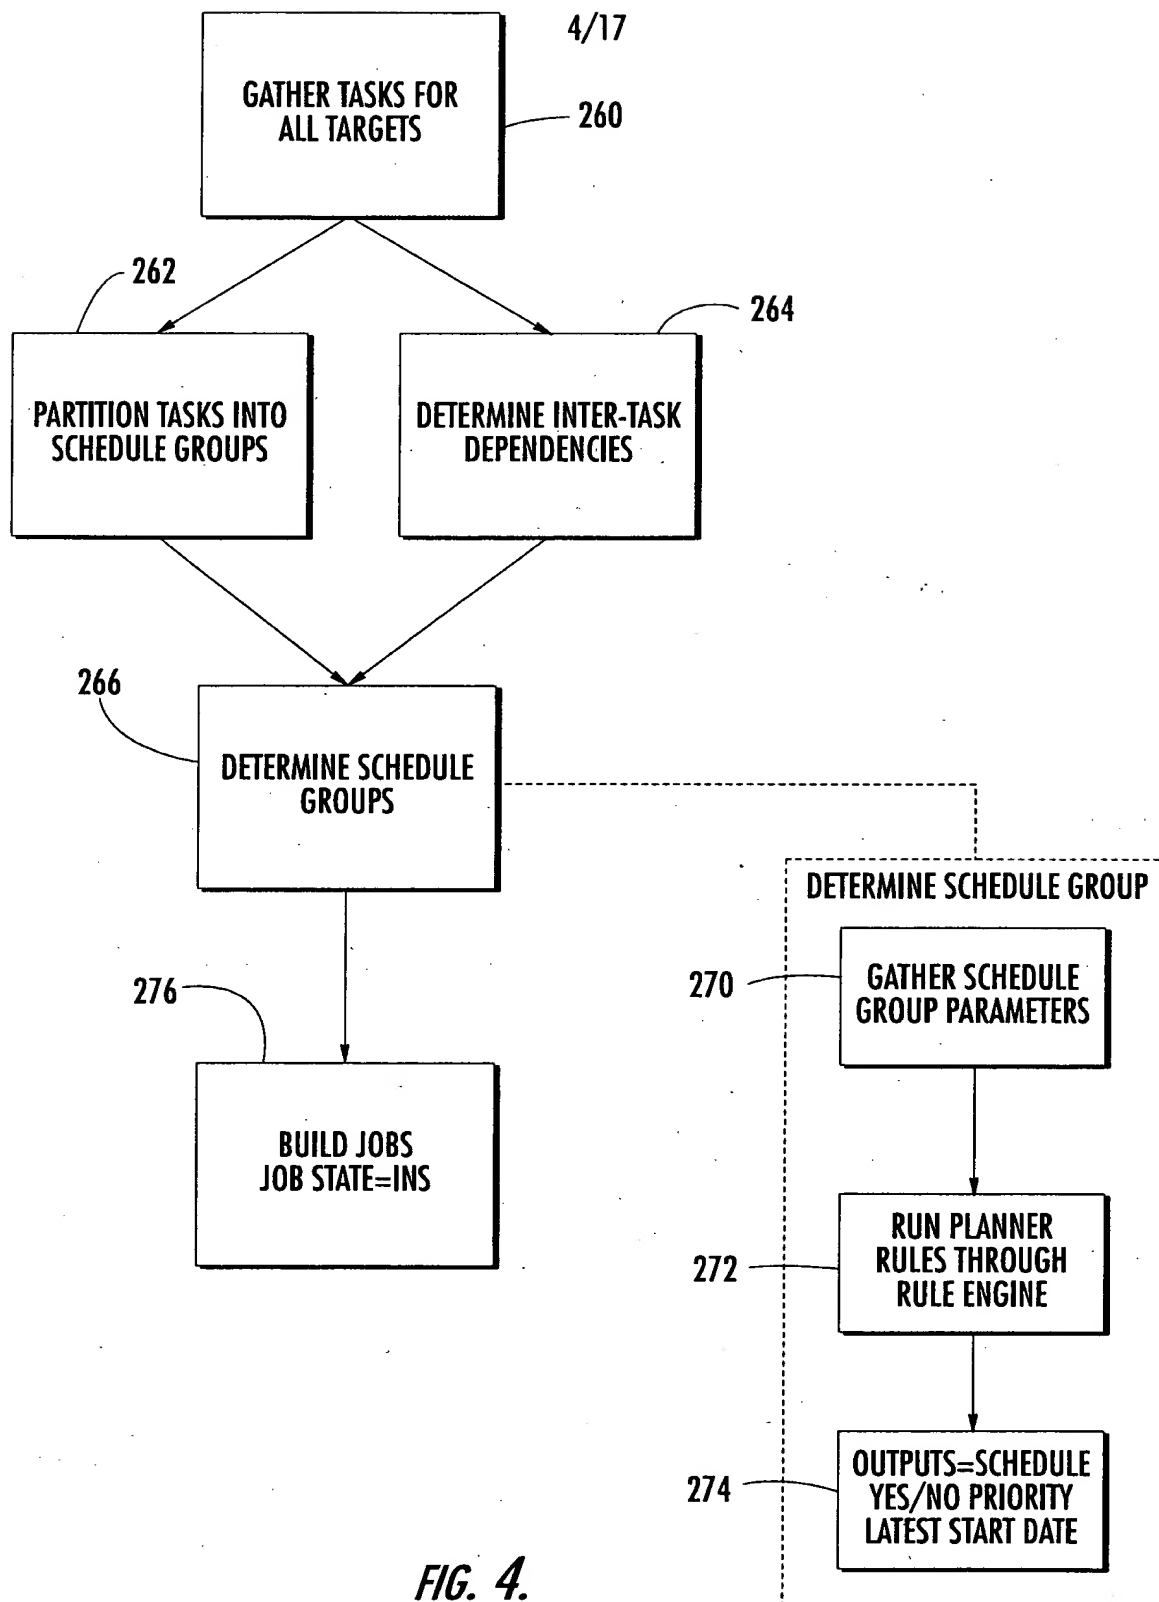 4/17
GATHER TASKS FOR
ALL TARGETS
260
262
264
PARTITION TASKS INTO
SCHEDULE GROUPS
DETERMINE INTER-TASK
DEPENDENCIES
266
DETERMINE SCHEDULE
GROUPS
DETERMINE SCHEDULE GROUP
276
270
GATHER SCHEDULE
GROUP PARAMETERS
BUILD JOBS
JOB STATE=INS
272
RUN PLANNER
RULES THROUGH
RULE ENGINE
274
OUTPUTS=SCHEDULE
YES/NO PRIORITY
LATEST START DATE
FIG. 4.